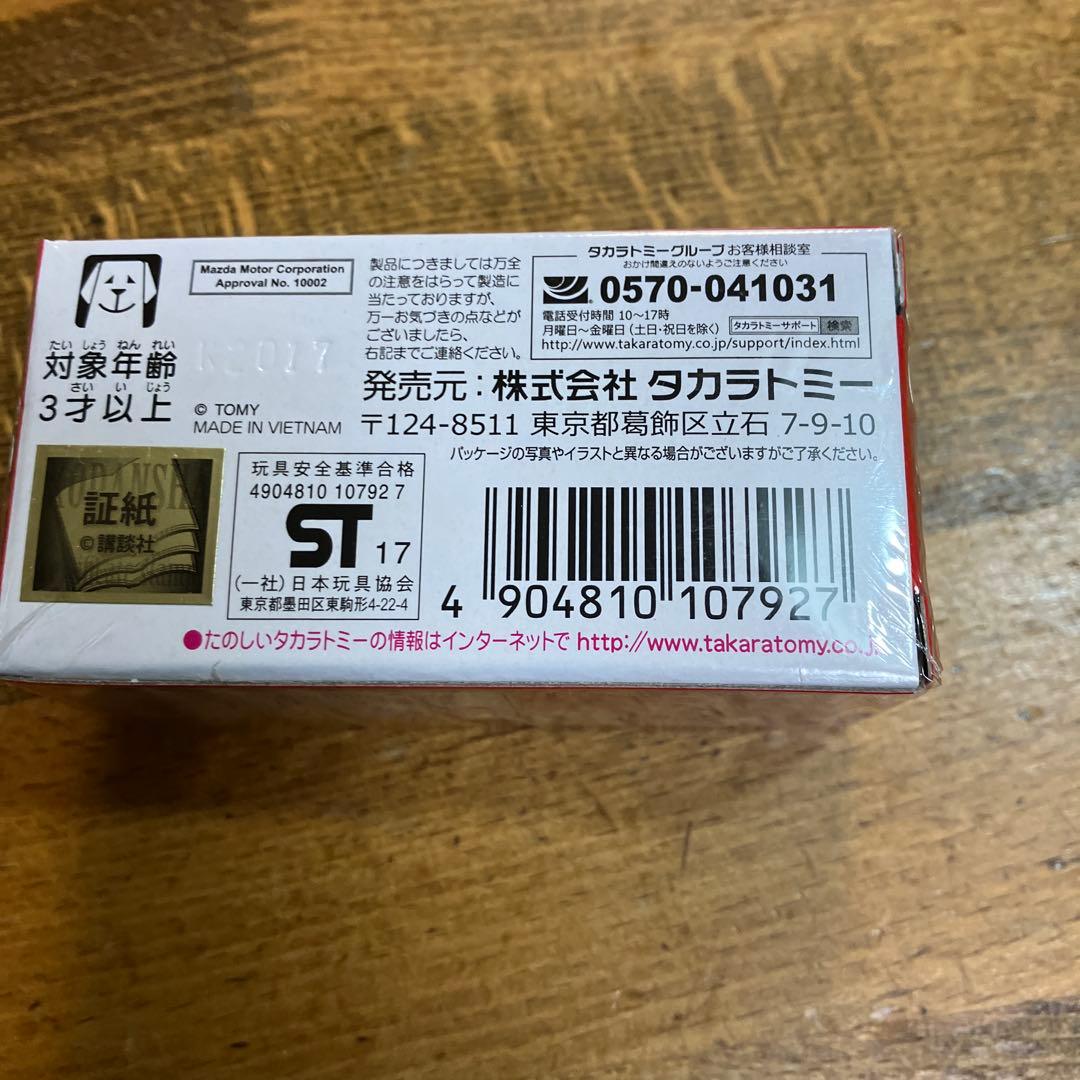 たい しょう ねん れい
対象年齢
さい い じょう
3才以上
Mazda Motor Corporation
Approval No. 10002
© TOMY
MADE IN VIETNAM
製品につきましては万全
の注意をはらって製造に
当たっておりますが、
万一お気づきの点などが
ございましたら、
右記までご連絡ください。
タカラトミーグループ お客様相談室
おかけ間違えのないようご注意ください
0570-041031
電話受付時間 10〜17時
月曜日〜金曜日 (土日・祝日を除く) タカラトミーサポート 検索
http://www.takaratomy.co.jp/support/index.html
発売元 : 株式会社 タカラトミー
〒124-8511 東京都葛飾区立石 7-9-10
パッケージの写真やイラストと異なる場合がございますがご了承ください。
証紙
©講談社
玩具安全基準合格
4904810 10792 7
ST 17
(一社) 日本玩具協会
東京都墨田区東駒形4-22-4
4 904810 107927
●たのしいタカラトミーの情報はインターネットで http://www.takaratomy.co.jp